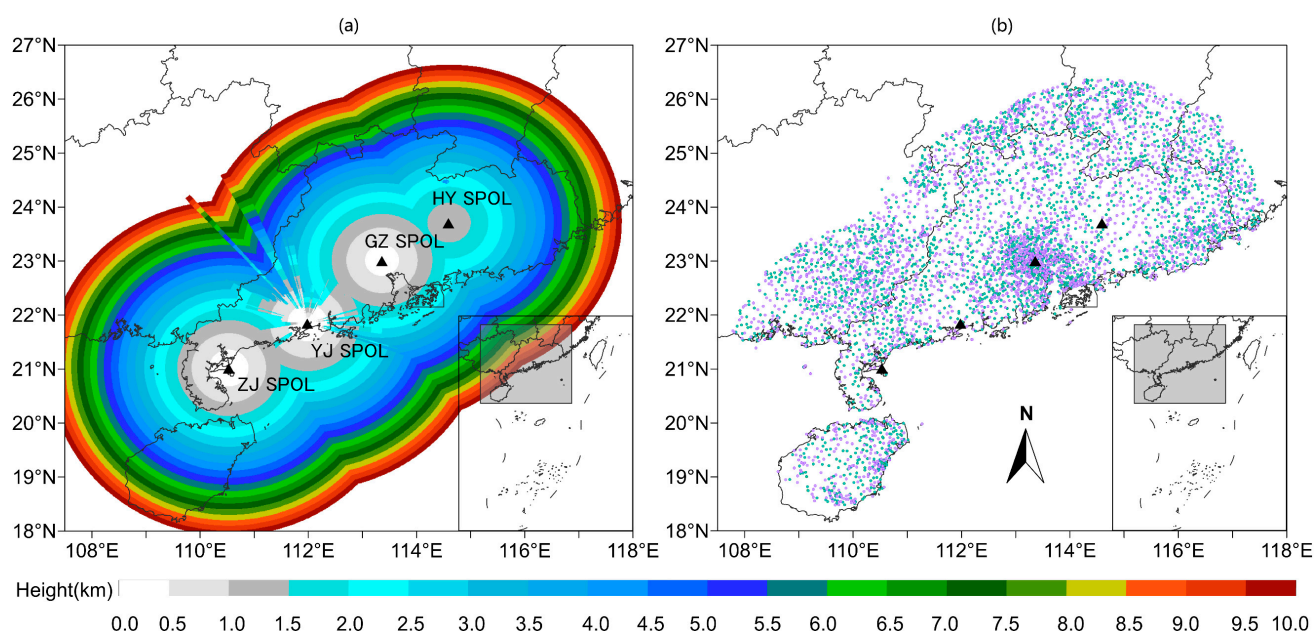 (a)
(b)
27°N
26°N
25°N
24°N
23°N
22°N
21°N
20°N
19°N
18°N
HY SPOL
GZ SPOL
YJ SPOL
ZJ SPOL
108°E 110°E 112°E 114°E 116°E 118°E
27°N
26°N
25°N
24°N
23°N
22°N
21°N
20°N
19°N
18°N
N
108°E 110°E 112°E 114°E 116°E 118°E
Height(km)
0.0 0.5 1.0 1.5 2.0 2.5 3.0 3.5 4.0 4.5 5.0 5.5 6.0 6.5 7.0 7.5 8.0 8.5 9.0 9.5 10.0